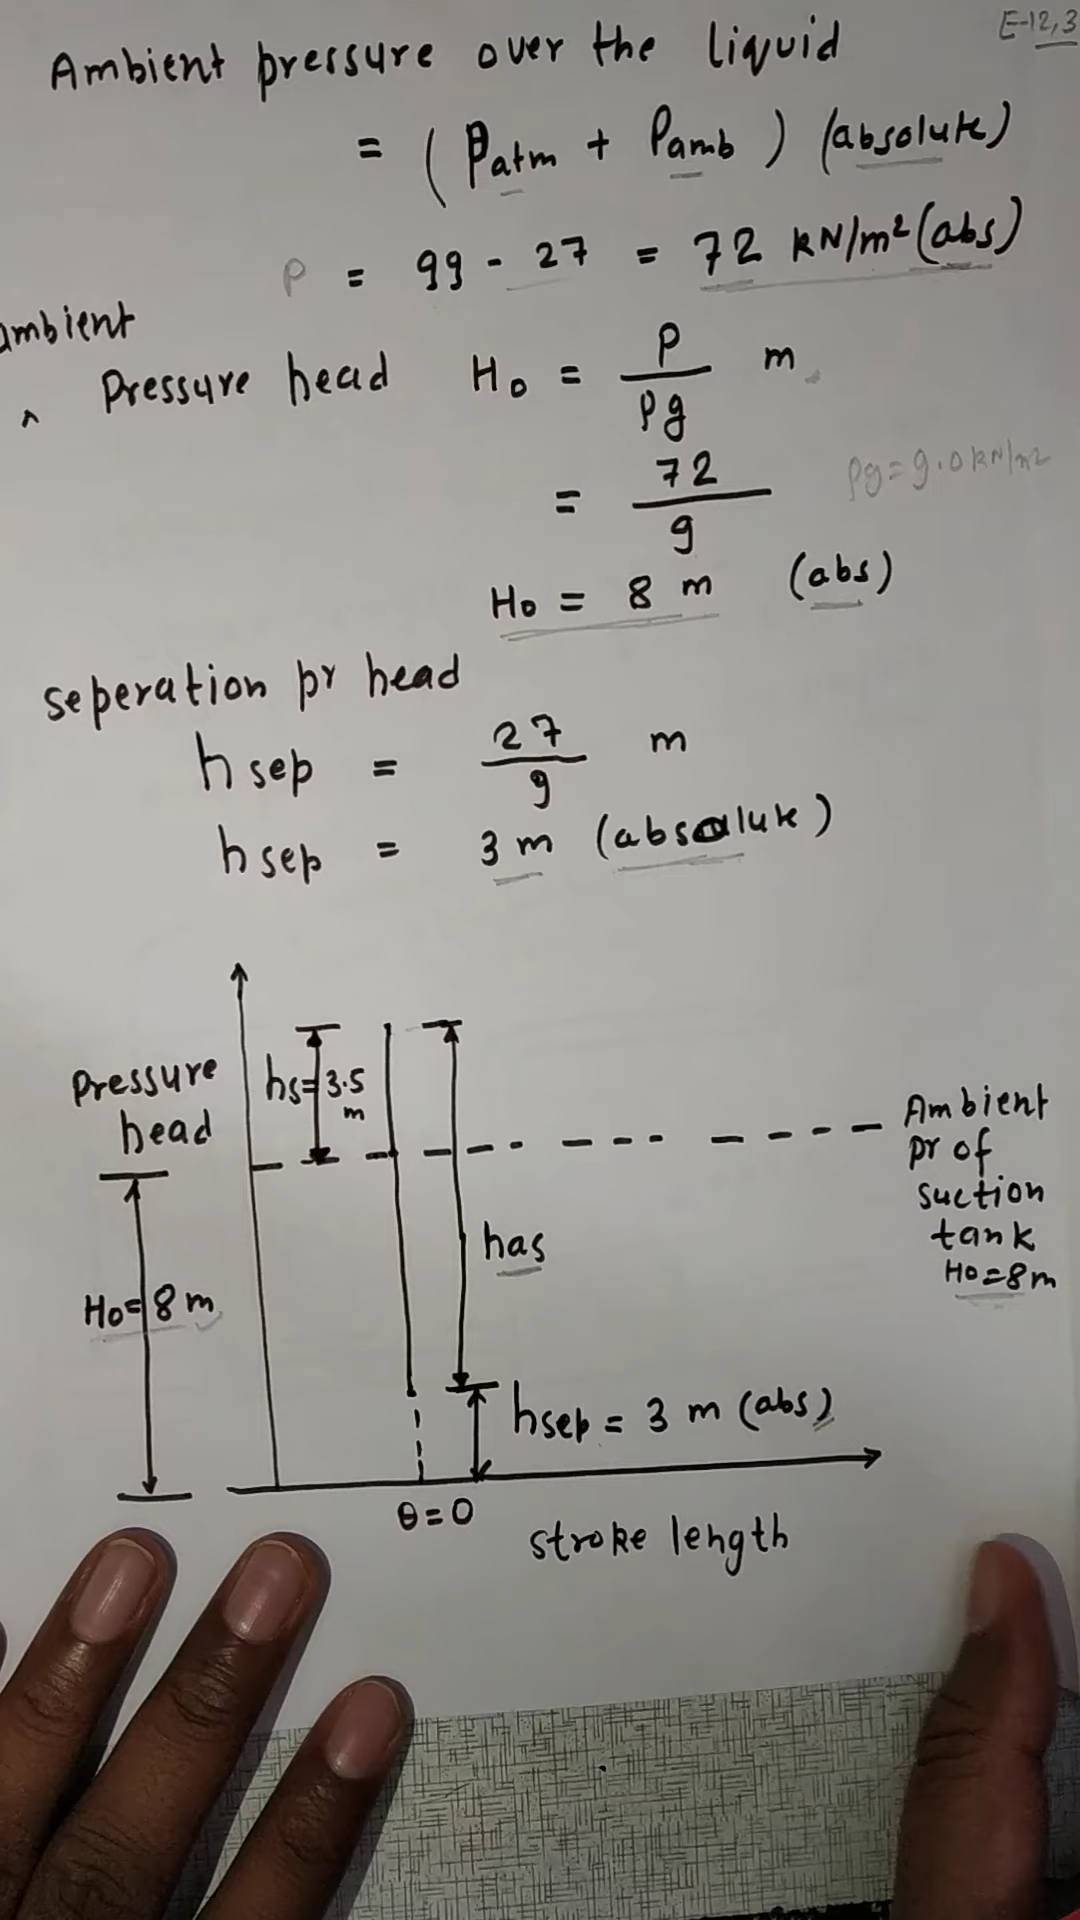 E-12,3
Ambient pressure over the liquid
= (Patm + Pamb) (absolute)
P = 99 - 27 = 72 kN/m² (abs)
ambient
^ Pressure head H₀ = P/ρg m
= 72/9
ρg = 9.0 kN/m2
H₀ = 8 m (abs)
seperation pr head
hsep = 27/9 m
hsep = 3 m (absolute)
Pressure head
hs = 3.5 m
Ambient
pr of
suction
tank
H₀ = 8m
has
H₀ = 8 m
hsep = 3 m (abs)
θ = 0
stroke length